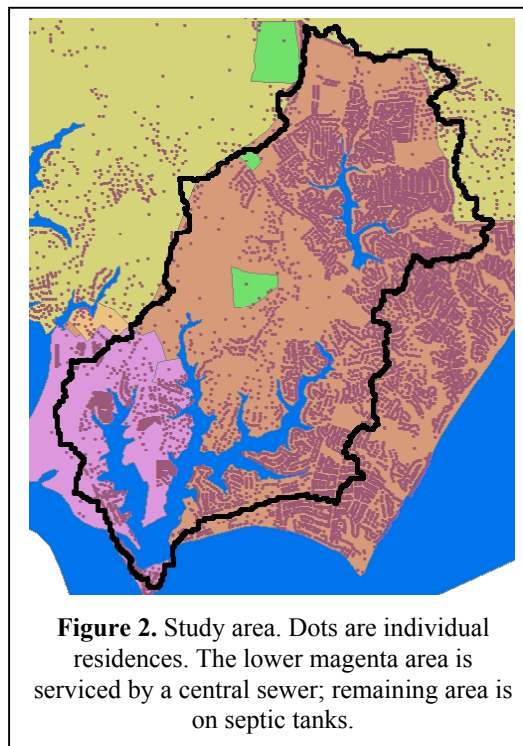 Figure 2. Study area. Dots are individual
residences. The lower magenta area is
serviced by a central sewer; remaining area is
on septic tanks.